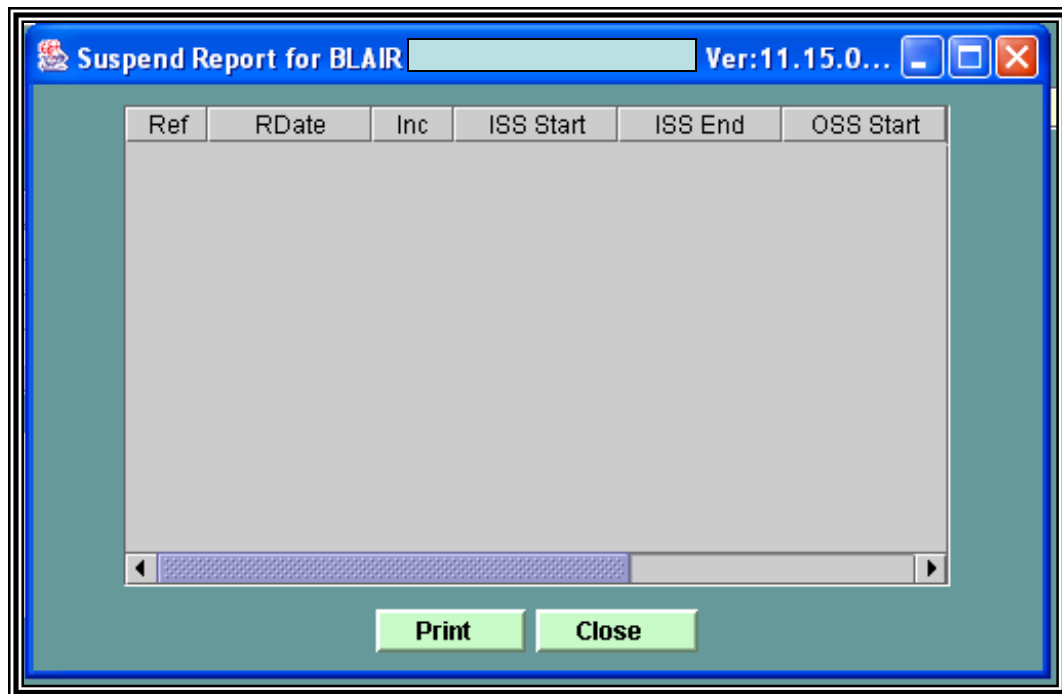 Suspend Report for BLAIR Ver:11.15.0...
Ref RDate Inc ISS Start ISS End OSS Start
Print Close